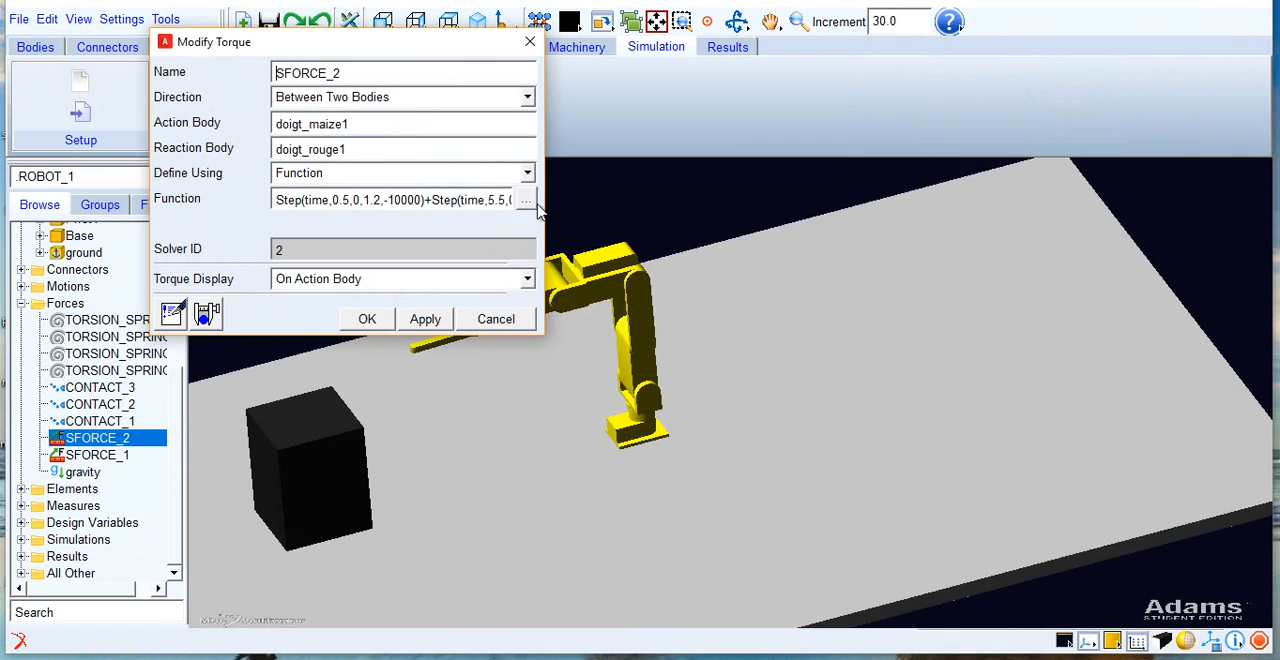 File Edit View Settings Tools
Increment 30.0
Bodies Connectors
Machinery Simulation Results
Modify Torque
Name SFORCE_2
Direction Between Two Bodies
Action Body doigt_maize1
Reaction Body doigt_rouge1
Define Using Function
Function Step(time,0.5,0,1.2,-10000)+Step(time,5.5,0 ...
Solver ID 2
Torque Display On Action Body
OK Apply Cancel
Setup
.ROBOT_1
Browse Groups F
Base
ground
Connectors
Motions
Forces
TORSION_SPR
TORSION_SPRIN
TORSION_SPRIN
TORSION_SPRIN
CONTACT_3
CONTACT_2
CONTACT_1
SFORCE_2
SFORCE_1
gravity
Elements
Measures
Design Variables
Simulations
Results
All Other
Search
Adams
STUDENT EDITION